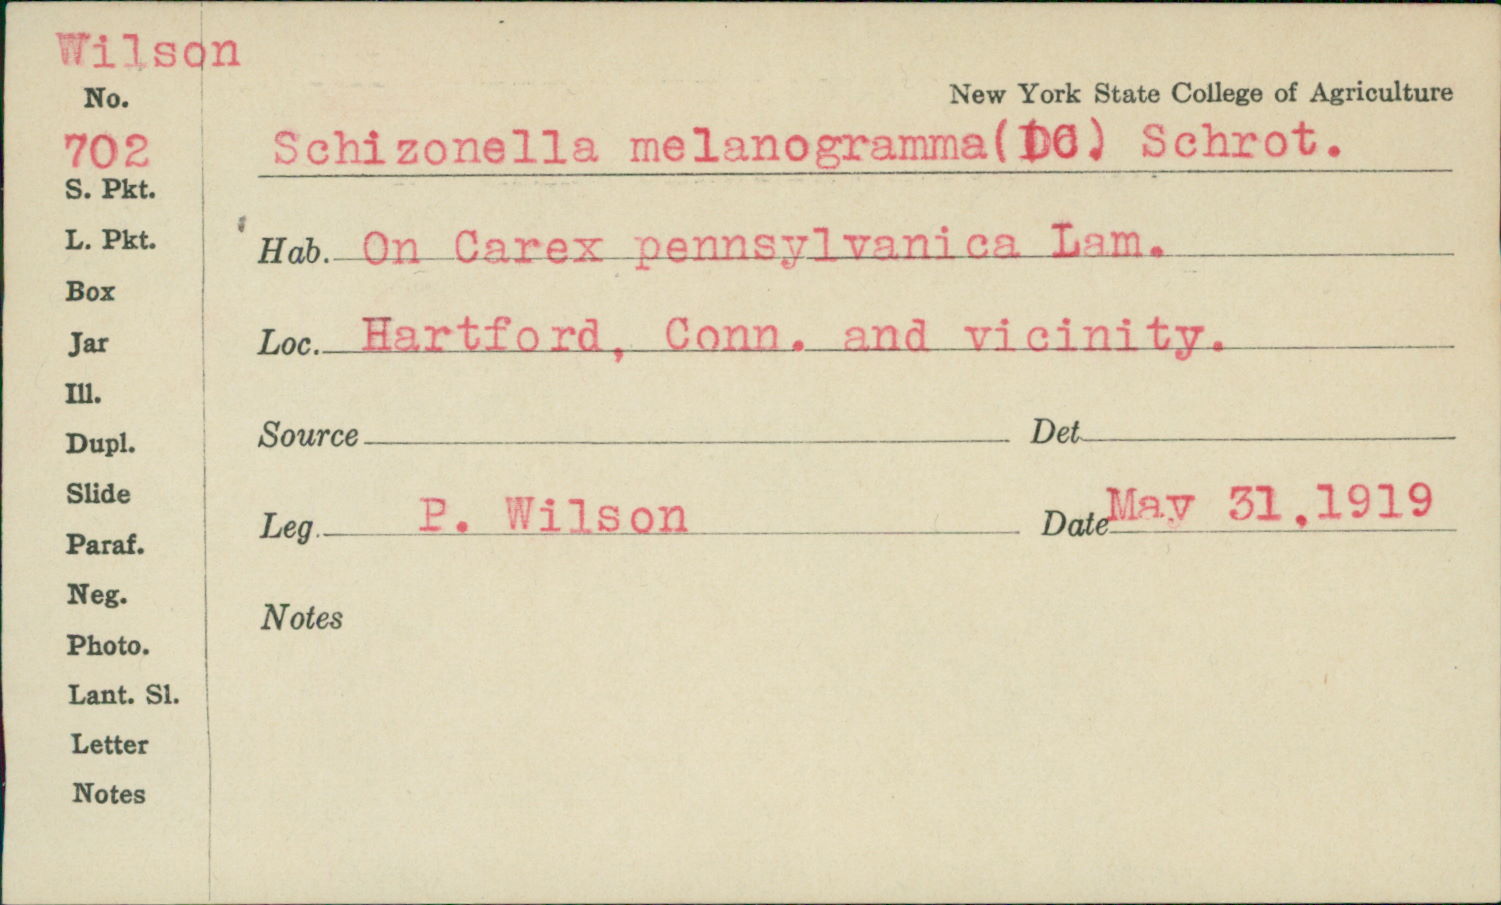 Wilson
No.
702
New York State College of Agriculture
Schizonella melanogramma(DC.) Schrot.
S. Pkt.
L. Pkt.
Hab. On Carex pennsylvanica Lam.
Box
Jar
Loc. Hartford, Conn. and vicinity.
Ill.
Dupl.
Source Det
Slide
Leg. P. Wilson Date May 31,1919
Paraf.
Neg.
Notes
Photo.
Lant. Sl.
Letter
Notes